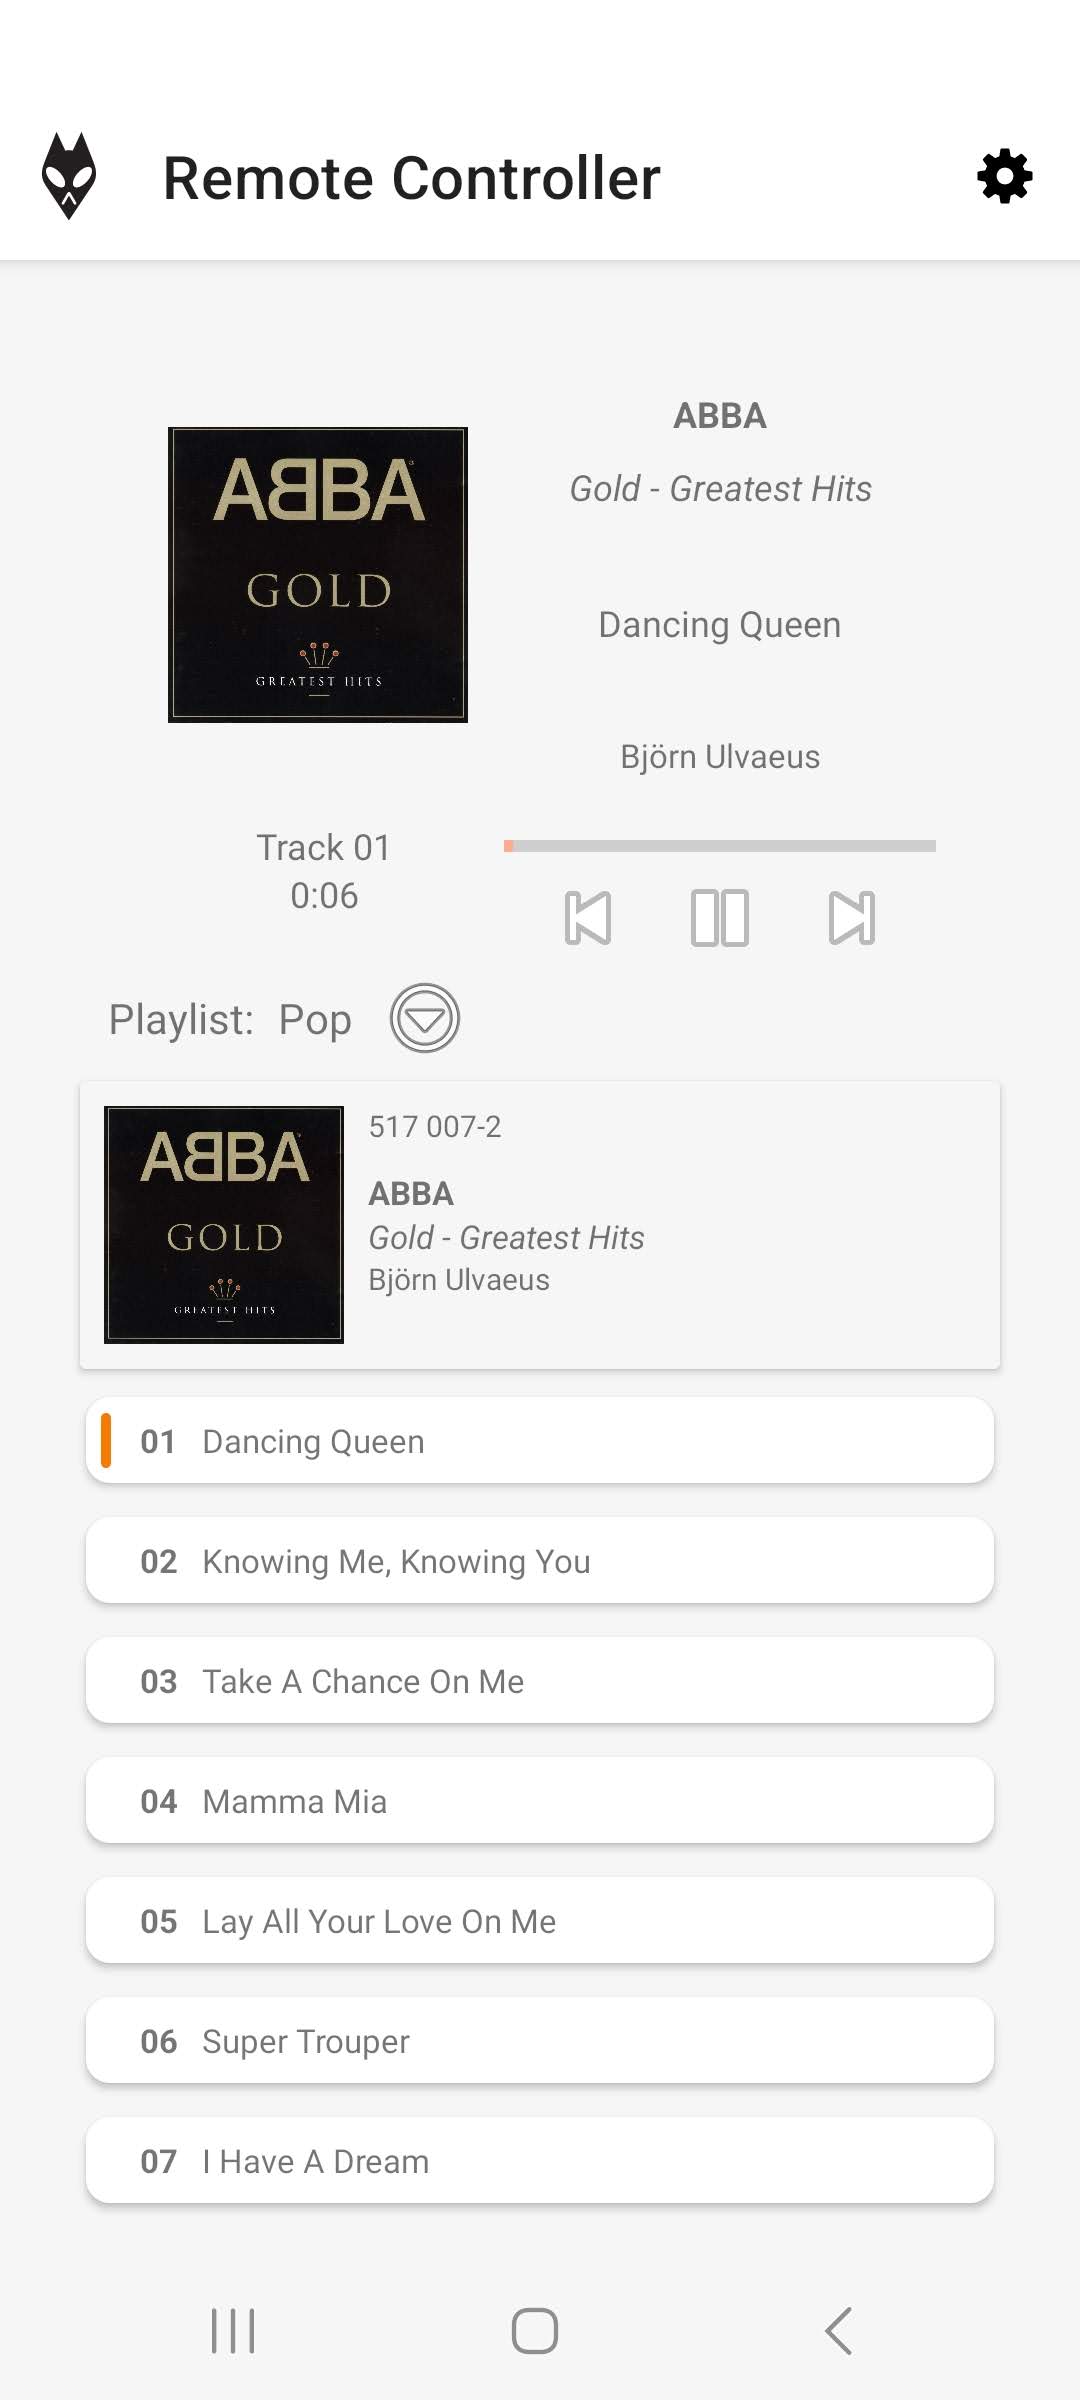 Remote Controller
ABBA
GOLD
GREATEST HITS
ABBA
Gold - Greatest Hits
Dancing Queen
Björn Ulvaeus
Track 01
0:06
Playlist: Pop
ABBA
GOLD
GREATEST HITS
517 007-2
ABBA
Gold - Greatest Hits
Björn Ulvaeus
01 Dancing Queen
02 Knowing Me, Knowing You
03 Take A Chance On Me
04 Mamma Mia
05 Lay All Your Love On Me
06 Super Trouper
07 I Have A Dream